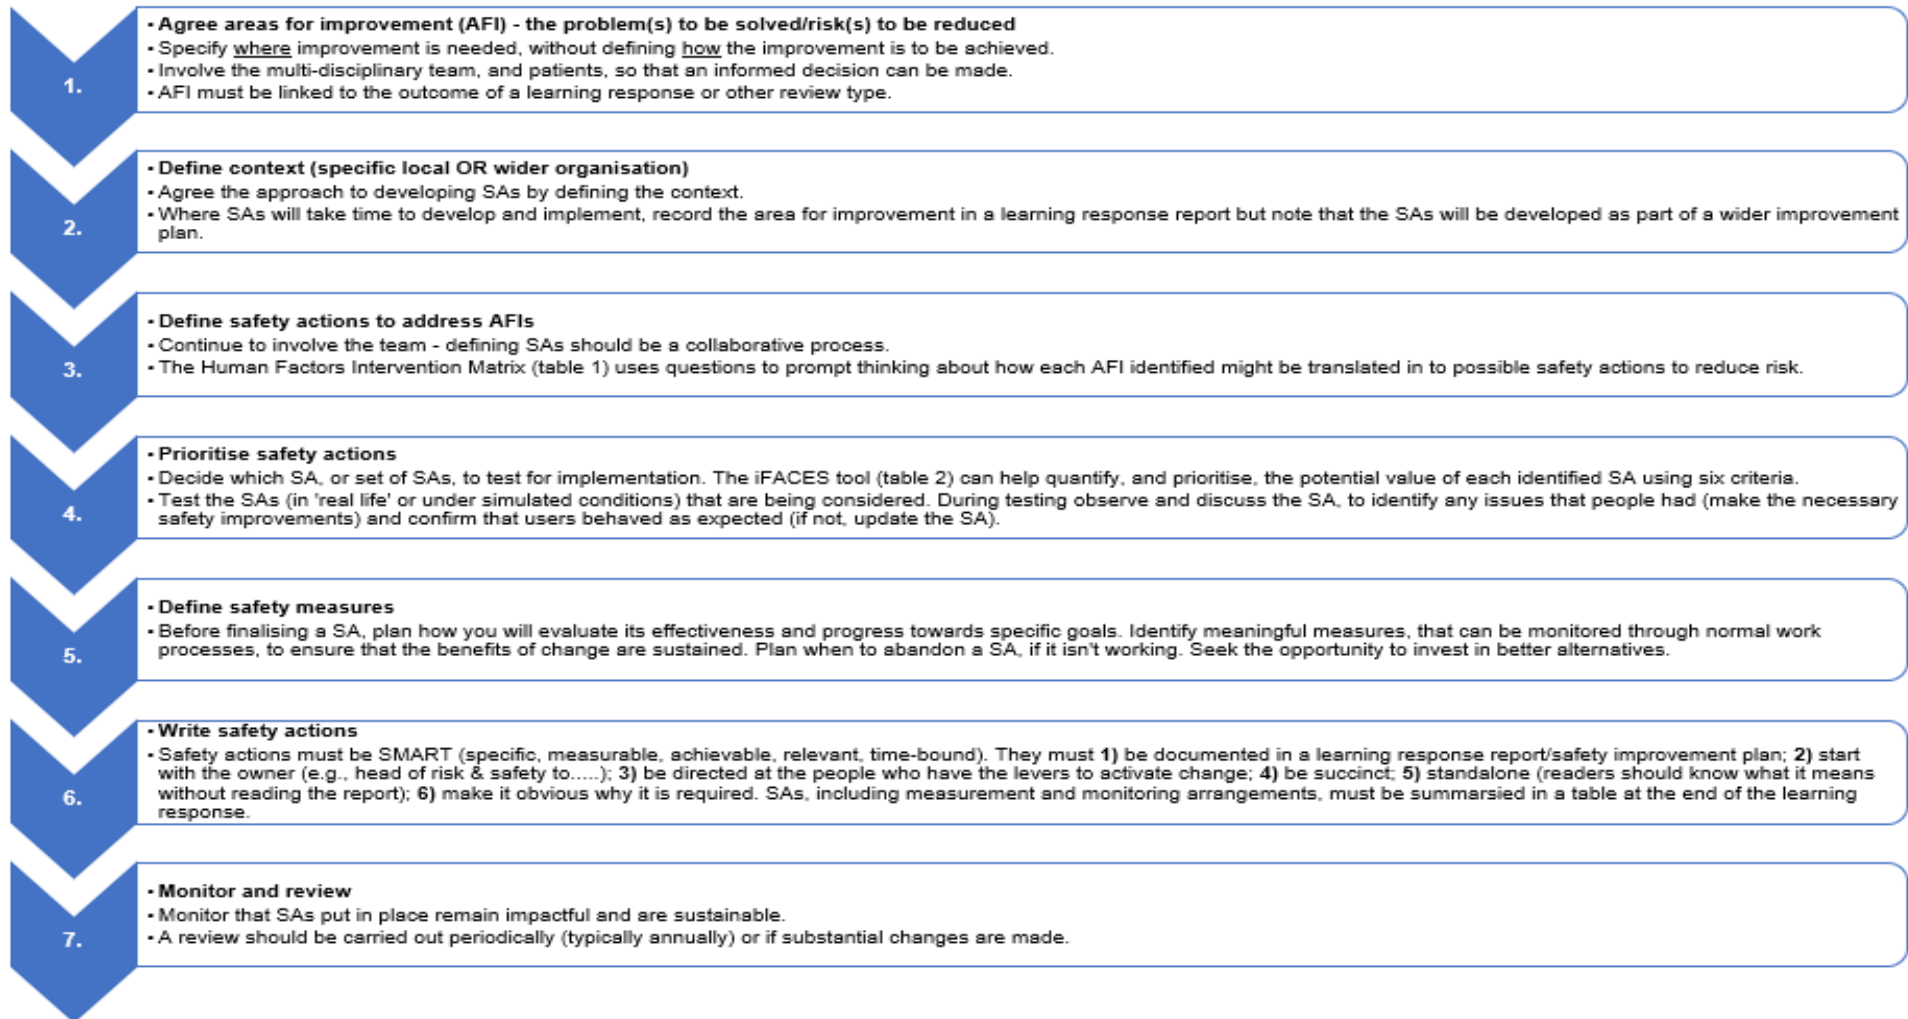 1.
▪ Agree areas for improvement (AFI) - the problem(s) to be solved/risk(s) to be reduced
▪ Specify where improvement is needed, without defining how the improvement is to be achieved.
▪ Involve the multi-disciplinary team, and patients, so that an informed decision can be made.
▪ AFI must be linked to the outcome of a learning response or other review type.
2.
▪ Define context (specific local OR wider organisation)
▪ Agree the approach to developing SAs by defining the context.
▪ Where SAs will take time to develop and implement, record the area for improvement in a learning response report but note that the SAs will be developed as part of a wider improvement
plan.
3.
▪ Define safety actions to address AFIs
▪ Continue to involve the team - defining SAs should be a collaborative process.
▪ The Human Factors Intervention Matrix (table 1) uses questions to prompt thinking about how each AFI identified might be translated in to possible safety actions to reduce risk.
4.
▪ Prioritise safety actions
▪ Decide which SA, or set of SAs, to test for implementation. The iFACES tool (table 2) can help quantify, and prioritise, the potential value of each identified SA using six criteria.
▪ Test the SAs (in 'real life' or under simulated conditions) that are being considered. During testing observe and discuss the SA, to identify any issues that people had (make the necessary
safety improvements) and confirm that users behaved as expected (if not, update the SA).
5.
▪ Define safety measures
▪ Before finalising a SA, plan how you will evaluate its effectiveness and progress towards specific goals. Identify meaningful measures, that can be monitored through normal work
processes, to ensure that the benefits of change are sustained. Plan when to abandon a SA, if it isn't working. Seek the opportunity to invest in better alternatives.
6.
▪ Write safety actions
▪ Safety actions must be SMART (specific, measurable, achievable, relevant, time-bound). They must 1) be documented in a learning response report/safety improvement plan; 2) start
with the owner (e.g., head of risk & safety to.....); 3) be directed at the people who have the levers to activate change; 4) be succinct; 5) standalone (readers should know what it means
without reading the report); 6) make it obvious why it is required. SAs, including measurement and monitoring arrangements, must be summarsied in a table at the end of the learning
response.
7.
▪ Monitor and review
▪ Monitor that SAs put in place remain impactful and are sustainable.
▪ A review should be carried out periodically (typically annually) or if substantial changes are made.